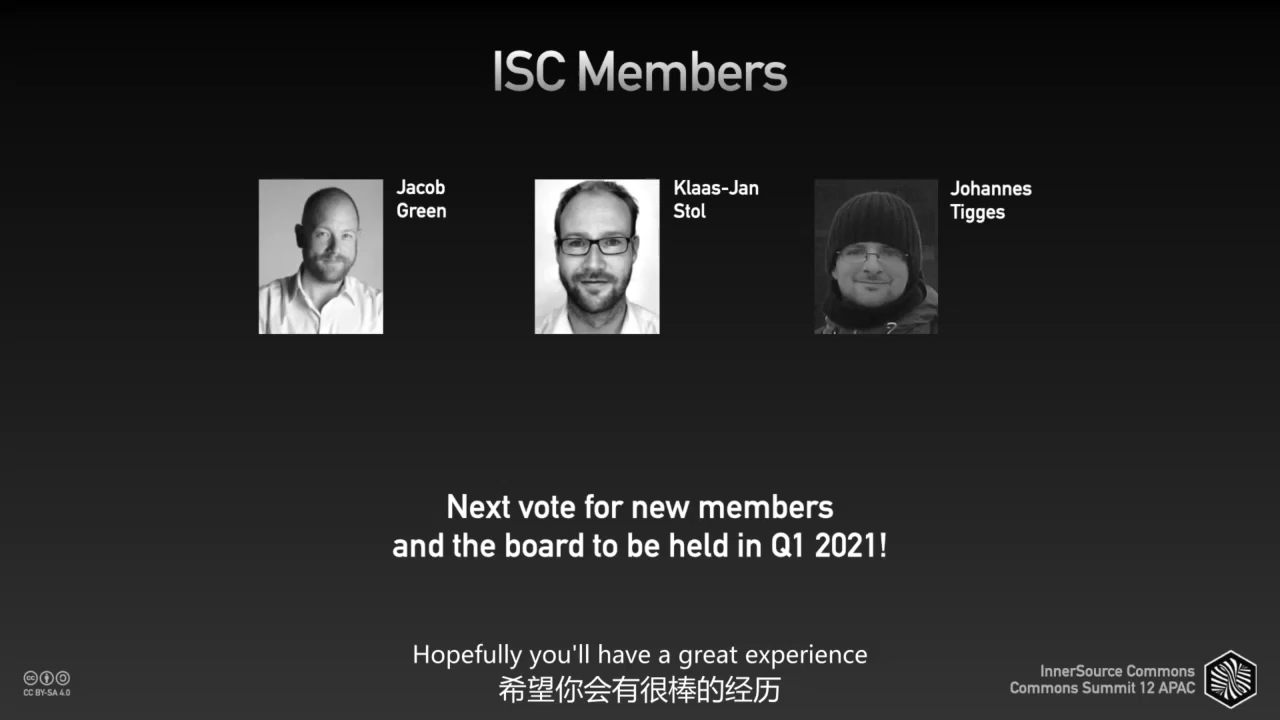 ISC Members
Jacob
Green
Klaas-Jan
Stol
Johannes
Tigges
Next vote for new members
and the board to be held in Q1 2021!
Hopefully you'll have a great experience
希望你会有很棒的经历
CC BY-SA 4.0
InnerSource Commons
Commons Summit 12 APAC